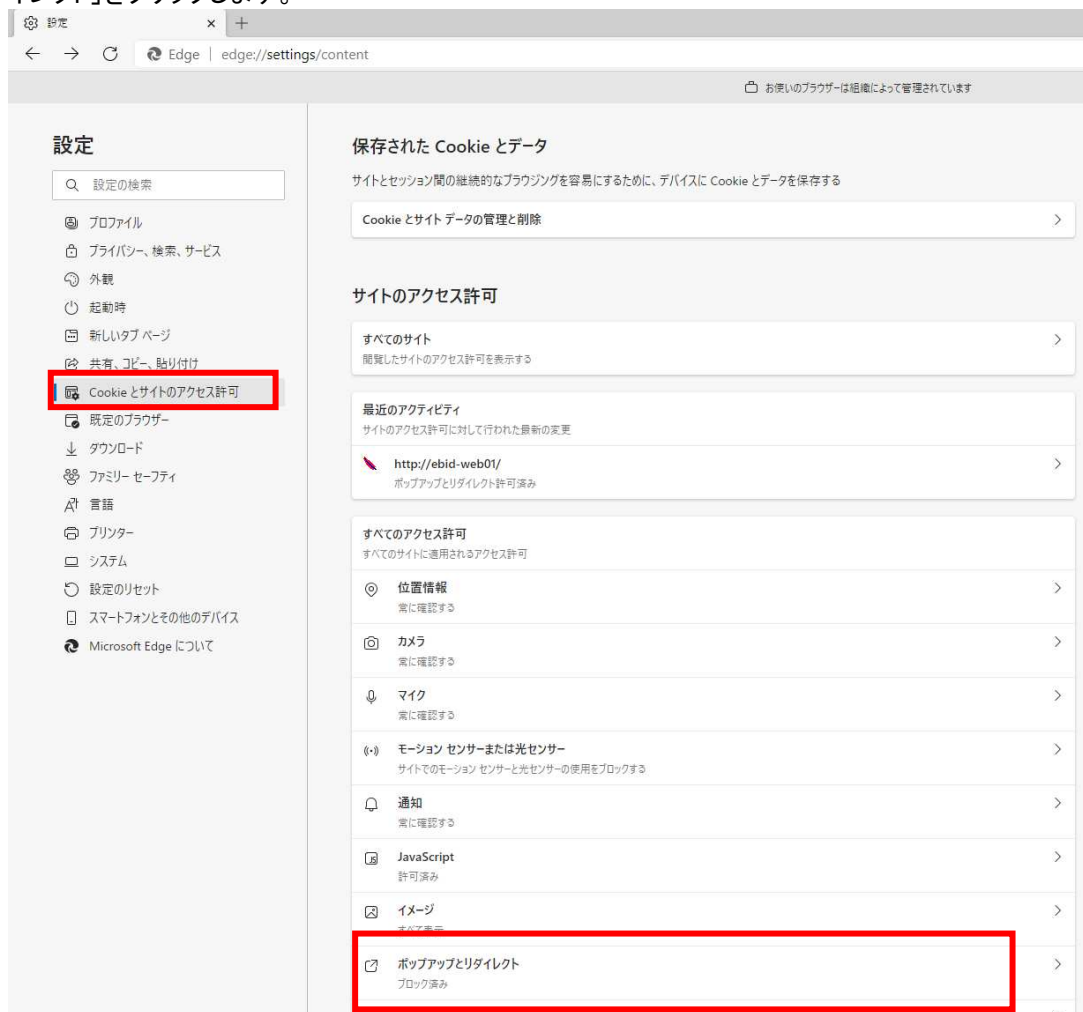 設定
Edge | edge://settings/content
お使いのブラウザーは組織によって管理されています
設定
設定の検索
プロファイル
プライバシー、検索、サービス
外観
起動時
新しいタブ ページ
共有、コピー、貼り付け
Cookie とサイトのアクセス許可
既定のブラウザー
ダウンロード
ファミリー セーフティ
言語
プリンター
システム
設定のリセット
スマートフォンとその他のデバイス
Microsoft Edge について
保存された Cookie とデータ
サイトとセッション間の継続的なブラウジングを容易にするために、デバイスに Cookie とデータを保存する
Cookie とサイト データの管理と削除
サイトのアクセス許可
すべてのサイト
閲覧したサイトのアクセス許可を表示する
最近のアクティビティ
サイトのアクセス許可に対して行われた最新の変更
http://ebid-web01/
ポップアップとリダイレクト許可済み
すべてのアクセス許可
すべてのサイトに適用されるアクセス許可
位置情報
常に確認する
カメラ
常に確認する
マイク
常に確認する
モーション センサーまたは光センサー
サイトでのモーション センサーと光センサーの使用をブロックする
通知
常に確認する
JavaScript
許可済み
イメージ
すべて表示
ポップアップとリダイレクト
ブロック済み